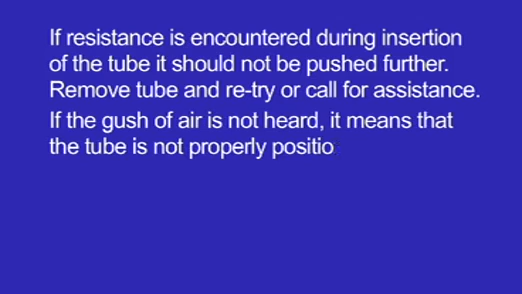 If resistance is encountered during insertion
of the tube it should not be pushed further.
Remove tube and re-try or call for assistance.
If the gush of air is not heard, it means that
the tube is not properly positio